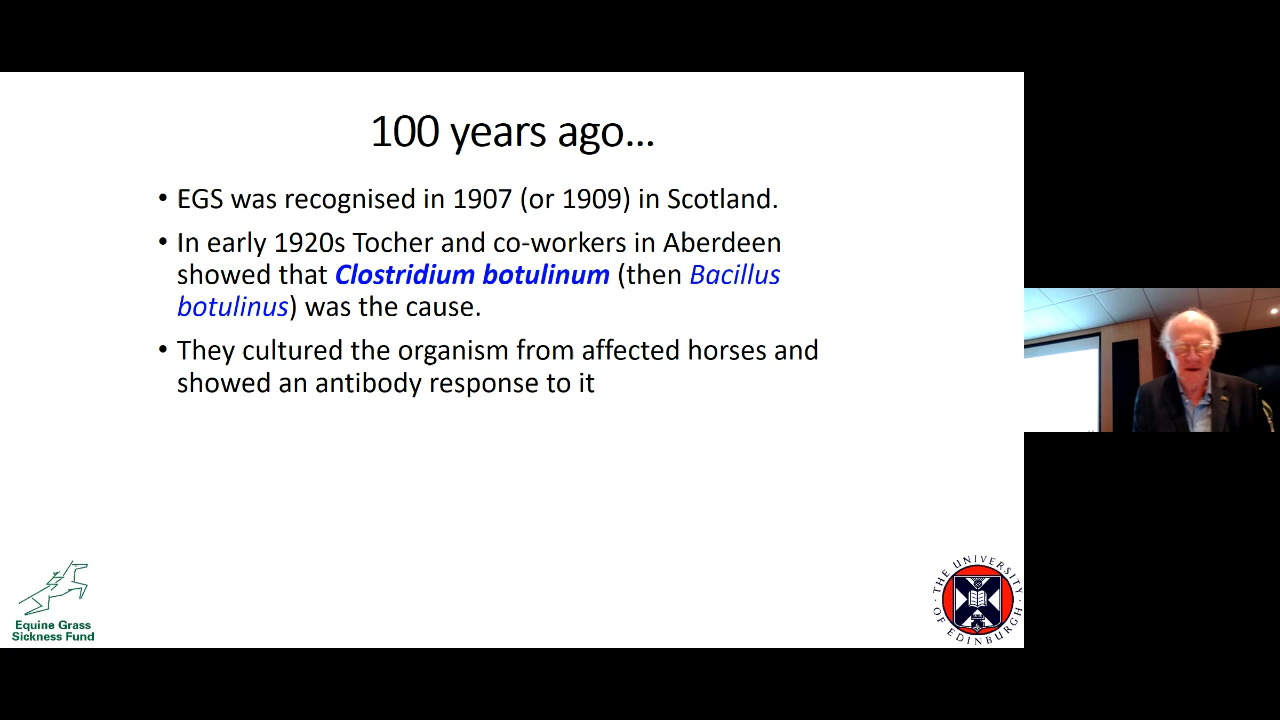 100 years ago...
• EGS was recognised in 1907 (or 1909) in Scotland.
• In early 1920s Tocher and co-workers in Aberdeen
showed that Clostridium botulinum (then Bacillus
botulinus) was the cause.
• They cultured the organism from affected horses and
showed an antibody response to it
Equine Grass
Sickness Fund
THE UNIVERSITY
OF EDINBURGH